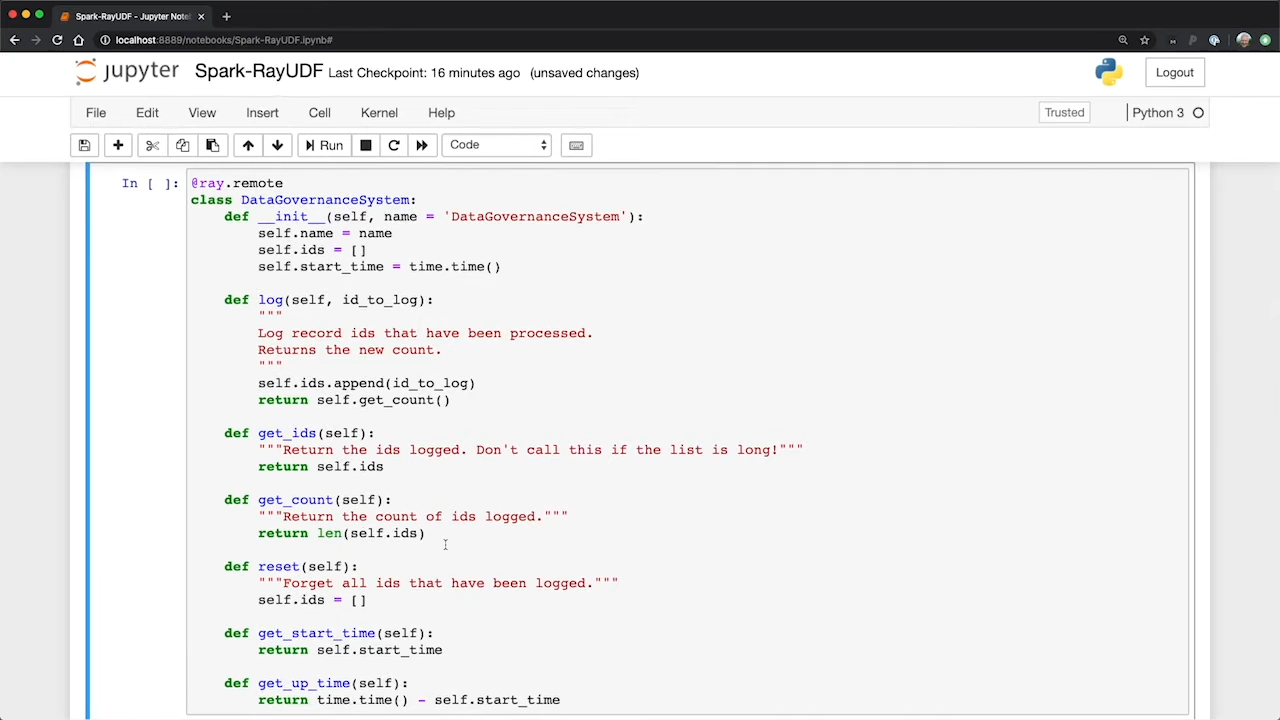 Spark-RayUDF - Jupyter Note
localhost:8889/notebooks/Spark-RayUDF.ipynb#
jupyter Spark-RayUDF Last Checkpoint: 16 minutes ago (unsaved changes) Logout
File Edit View Insert Cell Kernel Help Trusted Python 3
Run Code
In [ ]: @ray.remote
class DataGovernanceSystem:
    def __init__(self, name = 'DataGovernanceSystem'):
        self.name = name
        self.ids = []
        self.start_time = time.time()
    def log(self, id_to_log):
        """
        Log record ids that have been processed.
        Returns the new count.
        """
        self.ids.append(id_to_log)
        return self.get_count()
    def get_ids(self):
        """Return the ids logged. Don't call this if the list is long!"""
        return self.ids
    def get_count(self):
        """Return the count of ids logged."""
        return len(self.ids)
    def reset(self):
        """Forget all ids that have been logged."""
        self.ids = []
    def get_start_time(self):
        return self.start_time
    def get_up_time(self):
        return time.time() - self.start_time